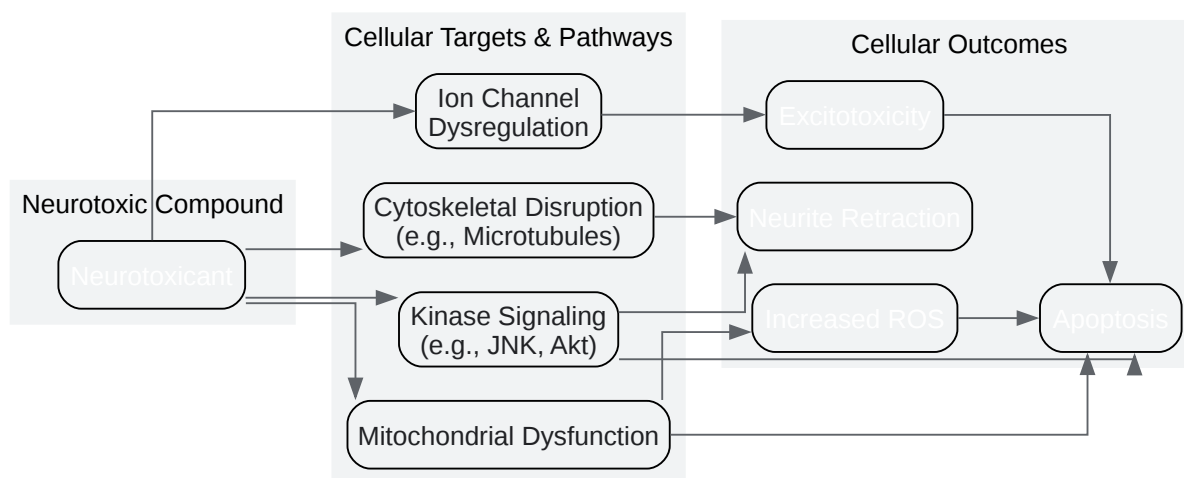 Neurotoxic Compound
Neurotoxicant
Cellular Targets & Pathways
Ion Channel
Dysregulation
Cytoskeletal Disruption
(e.g., Microtubules)
Kinase Signaling
(e.g., JNK, Akt)
Mitochondrial Dysfunction
Cellular Outcomes
Excitotoxicity
Neurite Retraction
Increased ROS
Apoptosis